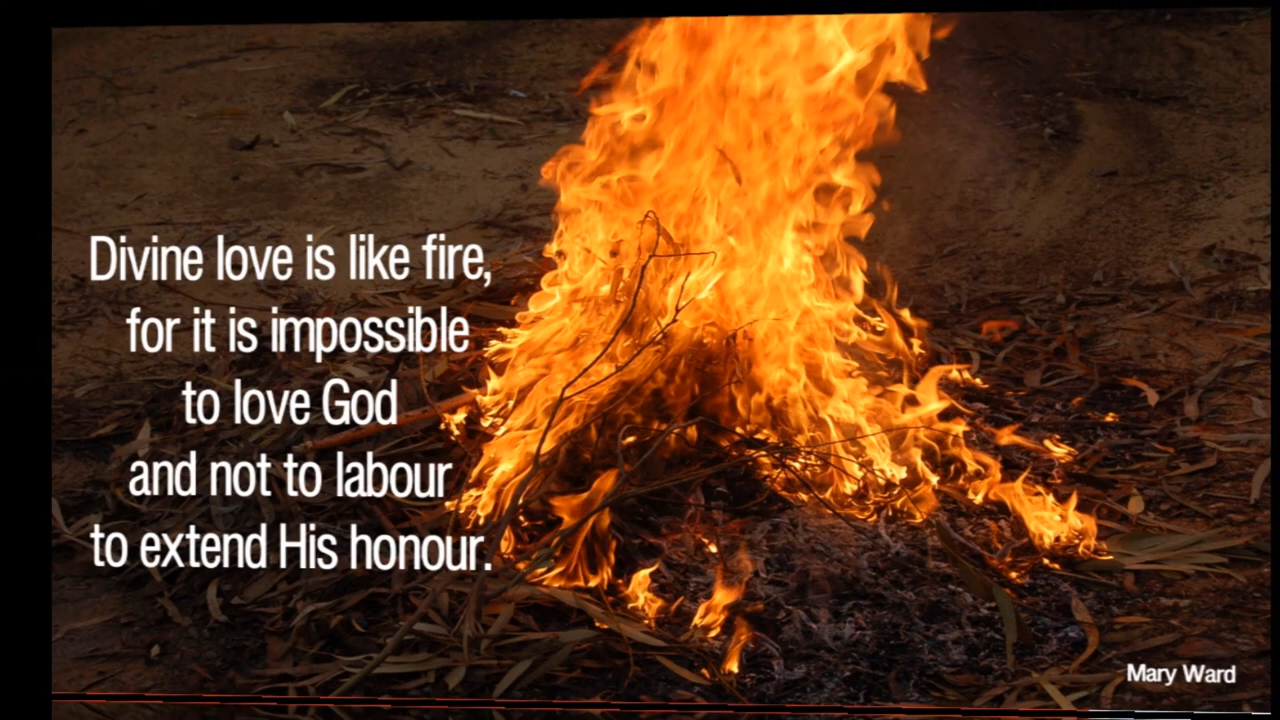 Divine love is like fire,
for it is impossible
to love God
and not to labour
to extend His honour.
Mary Ward